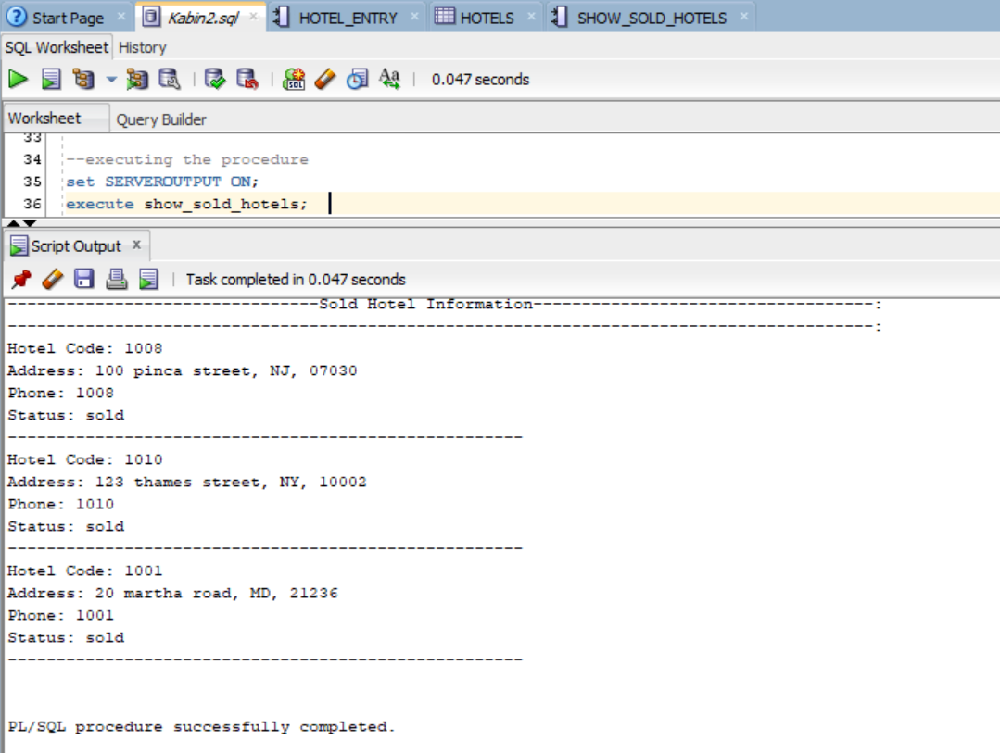 Start Page × Kabin2.sql × HOTEL_ENTRY × HOTELS × SHOW_SOLD_HOTELS ×
SQL Worksheet History
0.047 seconds
Worksheet Query Builder
33
34 --executing the procedure
35 set SERVEROUTPUT ON;
36 execute show_sold_hotels;
Script Output x
Task completed in 0.047 seconds
--------------------------------Sold Hotel Information-----------------------------------:
------------------------------------------------------------------------------------------:
Hotel Code: 1008
Address: 100 pinca street, NJ, 07030
Phone: 1008
Status: sold
-----------------------------------------------------
Hotel Code: 1010
Address: 123 thames street, NY, 10002
Phone: 1010
Status: sold
-----------------------------------------------------
Hotel Code: 1001
Address: 20 martha road, MD, 21236
Phone: 1001
Status: sold
-----------------------------------------------------
PL/SQL procedure successfully completed.